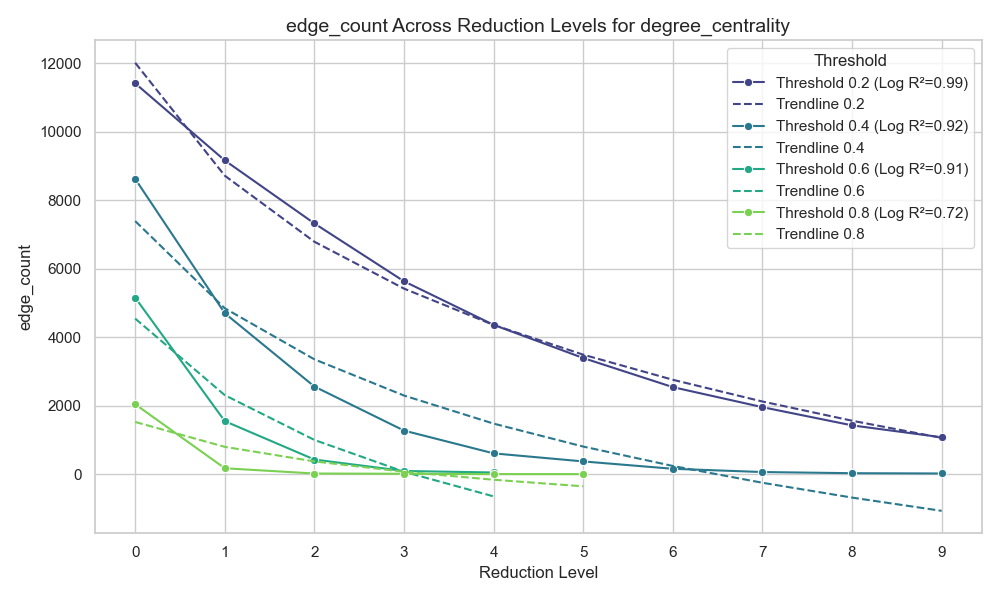 edge_count Across Reduction Levels for degree_centrality
edge_count
12000
10000
8000
6000
4000
2000
0
Threshold
Threshold 0.2 (Log R²=0.99)
Trendline 0.2
Threshold 0.4 (Log R²=0.92)
Trendline 0.4
Threshold 0.6 (Log R²=0.91)
Trendline 0.6
Threshold 0.8 (Log R²=0.72)
Trendline 0.8
0 1 2 3 4 5 6 7 8 9
Reduction Level